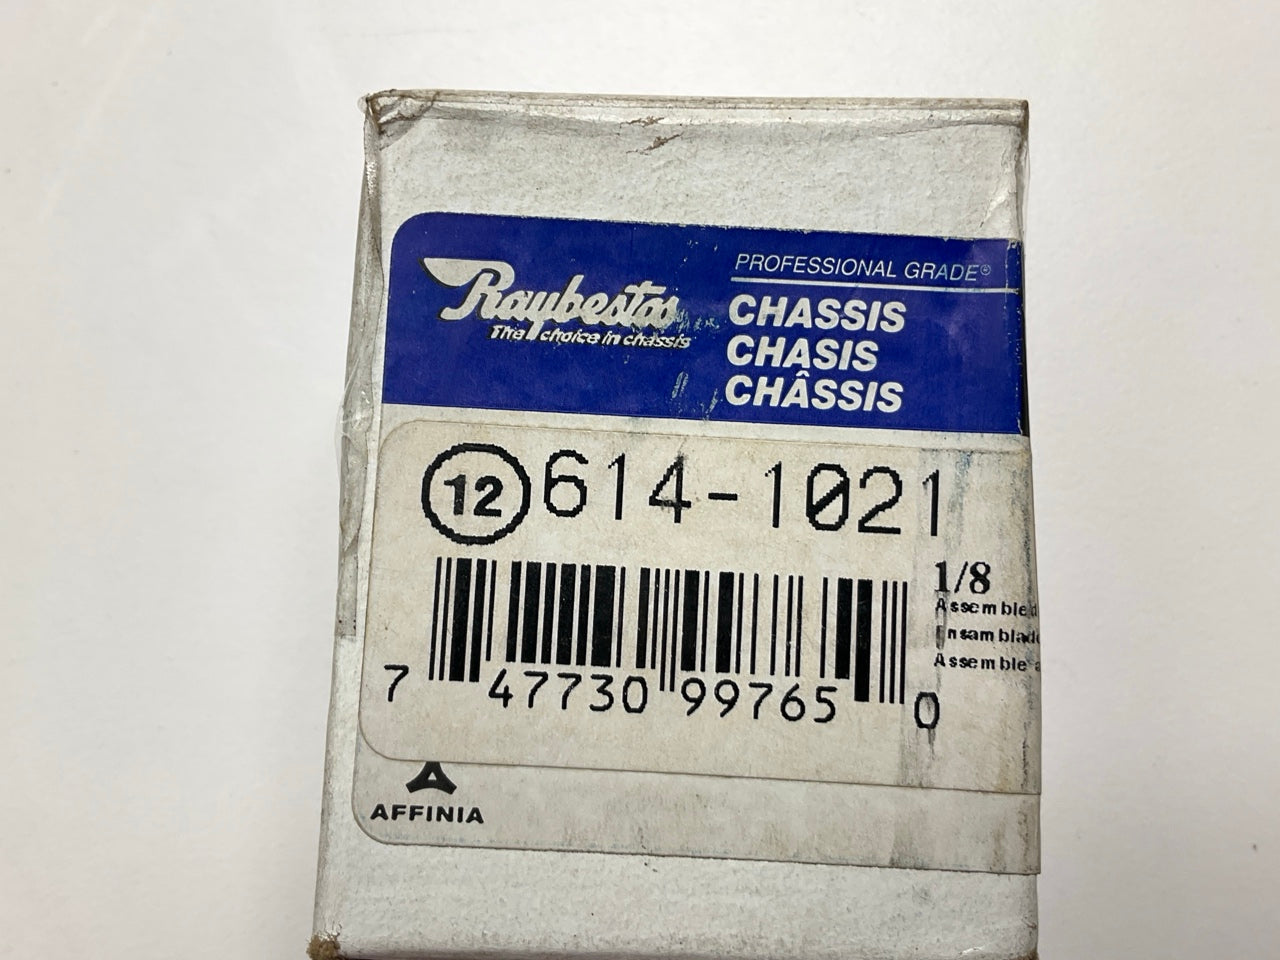 Raybestos
The choice in chassis
PROFESSIONAL GRADE®
CHASSIS
CHASIS
CHÂSSIS
12 614-1021
1/8
7 47730 99765 0
AFFINIA